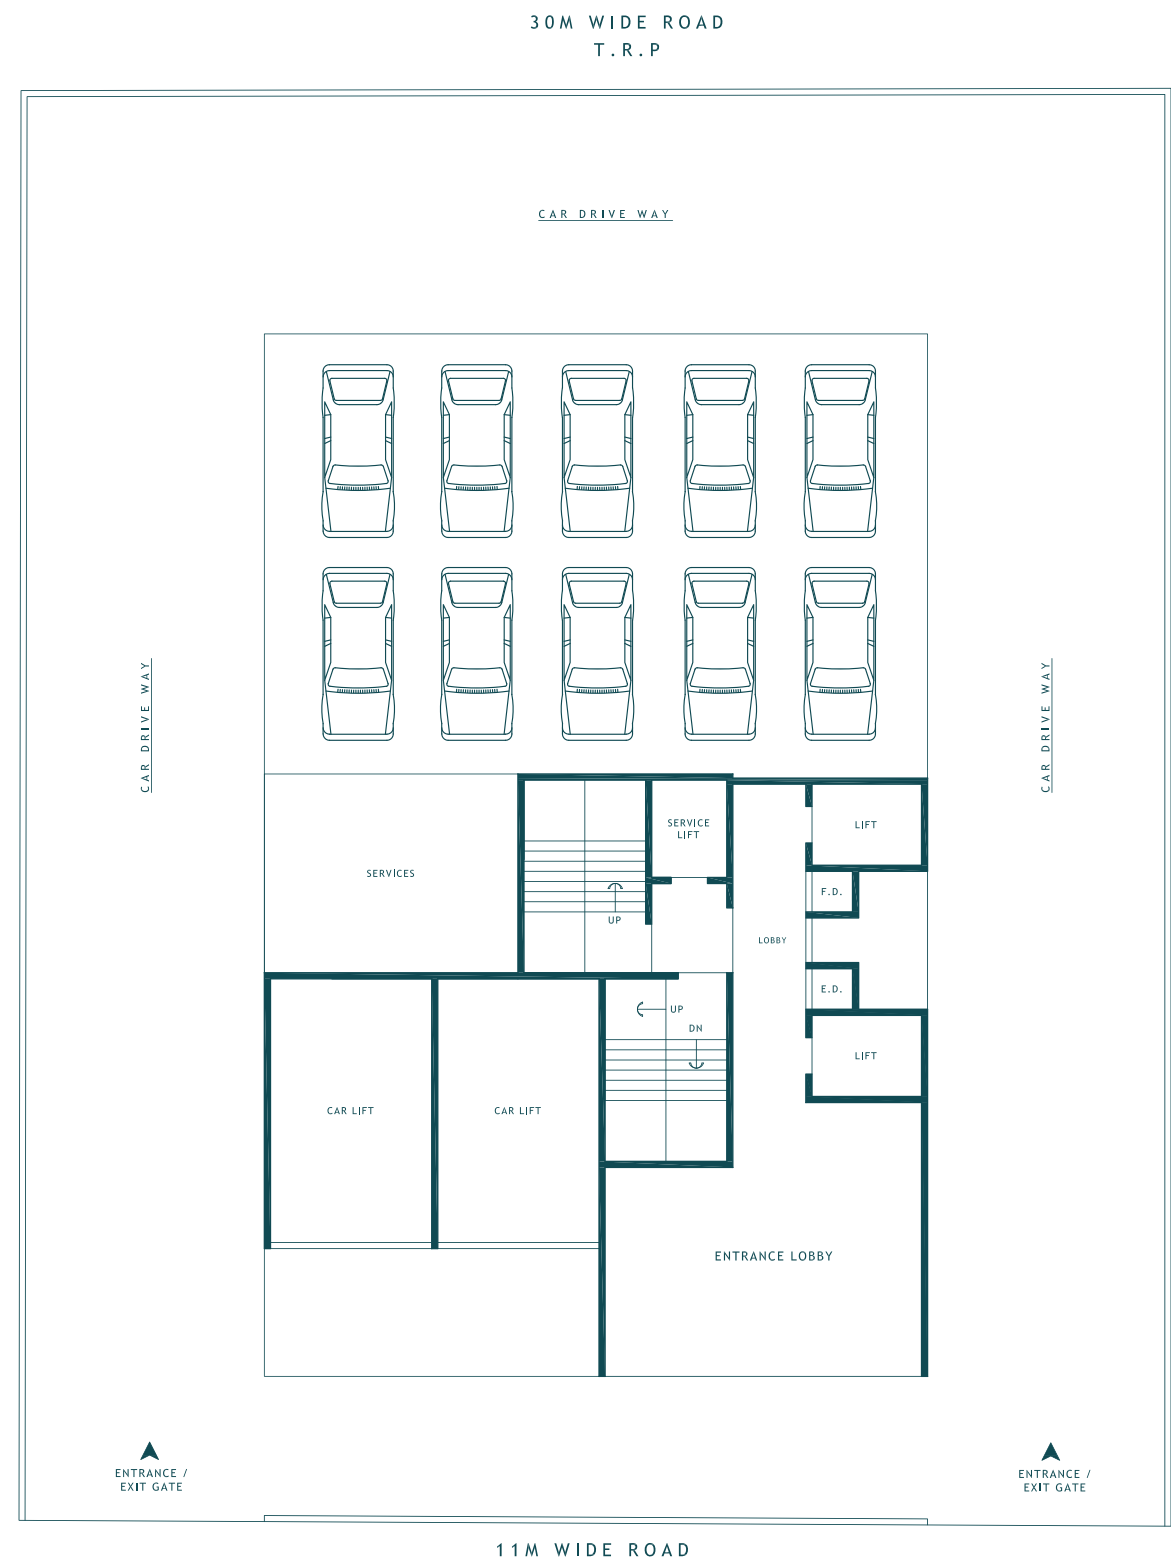 30M WIDE ROAD
T.R.P
CAR DRIVE WAY
CAR DRIVE WAY
CAR DRIVE WAY
SERVICE
LIFT
LIFT
SERVICES
F.D.
UP
LOBBY
E.D.
UP
DN
LIFT
CAR LIFT
CAR LIFT
ENTRANCE LOBBY
ENTRANCE /
EXIT GATE
ENTRANCE /
EXIT GATE
11M WIDE ROAD